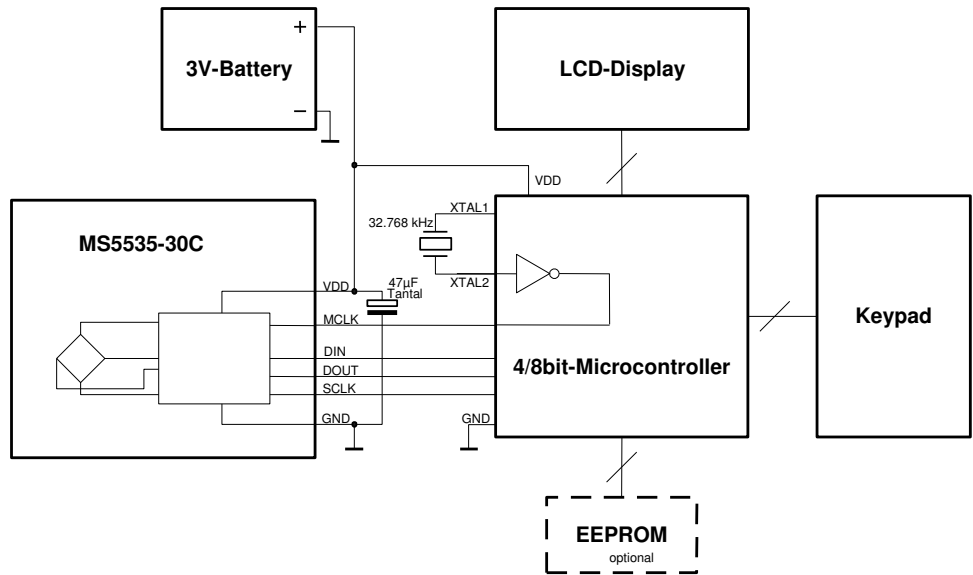 +
3V-Battery
−
LCD-Display
VDD
MS5535-30C
32.768 kHz
XTAL1
XTAL2
47µF
Tantal
VDD
MCLK
DIN
DOUT
SCLK
GND
GND
4/8bit-Microcontroller
Keypad
EEPROM
optional